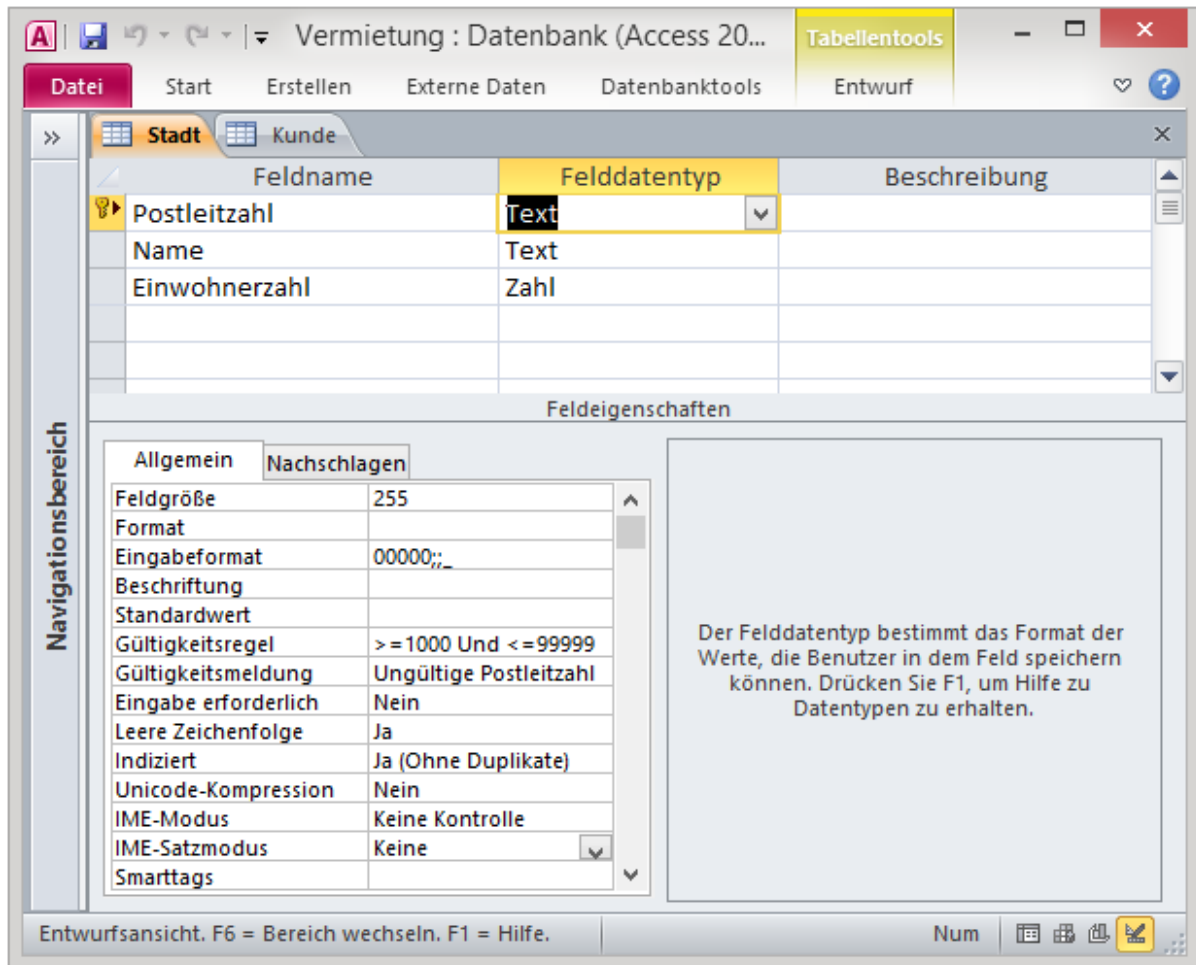 Vermietung : Datenbank (Access 20...
Tabellentools
Datei Start Erstellen Externe Daten Datenbanktools Entwurf
Stadt Kunde
Feldname Felddatentyp Beschreibung
Postleitzahl Text
Name Text
Einwohnerzahl Zahl
Feldeigenschaften
Navigationsbereich
Allgemein Nachschlagen
Feldgröße 255
Format
Eingabeformat 00000;;_
Beschriftung
Standardwert
Gültigkeitsregel >=1000 Und <=99999
Gültigkeitsmeldung Ungültige Postleitzahl
Eingabe erforderlich Nein
Leere Zeichenfolge Ja
Indiziert Ja (Ohne Duplikate)
Unicode-Kompression Nein
IME-Modus Keine Kontrolle
IME-Satzmodus Keine
Smarttags
Der Felddatentyp bestimmt das Format der
Werte, die Benutzer in dem Feld speichern
können. Drücken Sie F1, um Hilfe zu
Datentypen zu erhalten.
Entwurfsansicht. F6 = Bereich wechseln. F1 = Hilfe. Num